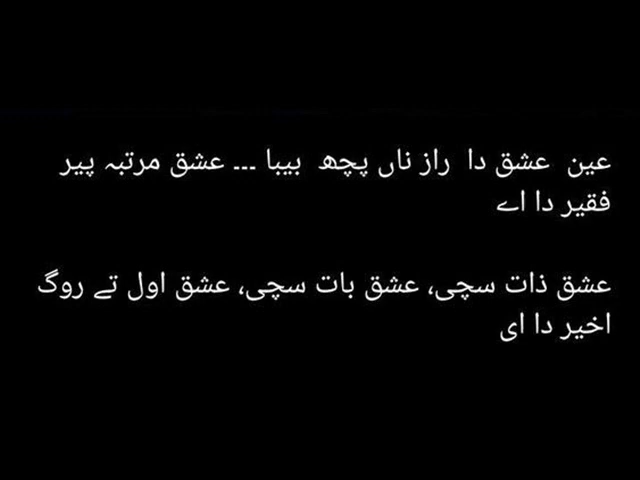 عین عشق دا راز ناں پچھ بیبا ... عشق مرتبہ پیر
فقیر دا اے
عشق ذات سچی، عشق بات سچی، عشق اول تے روگ
اخیر دا ای